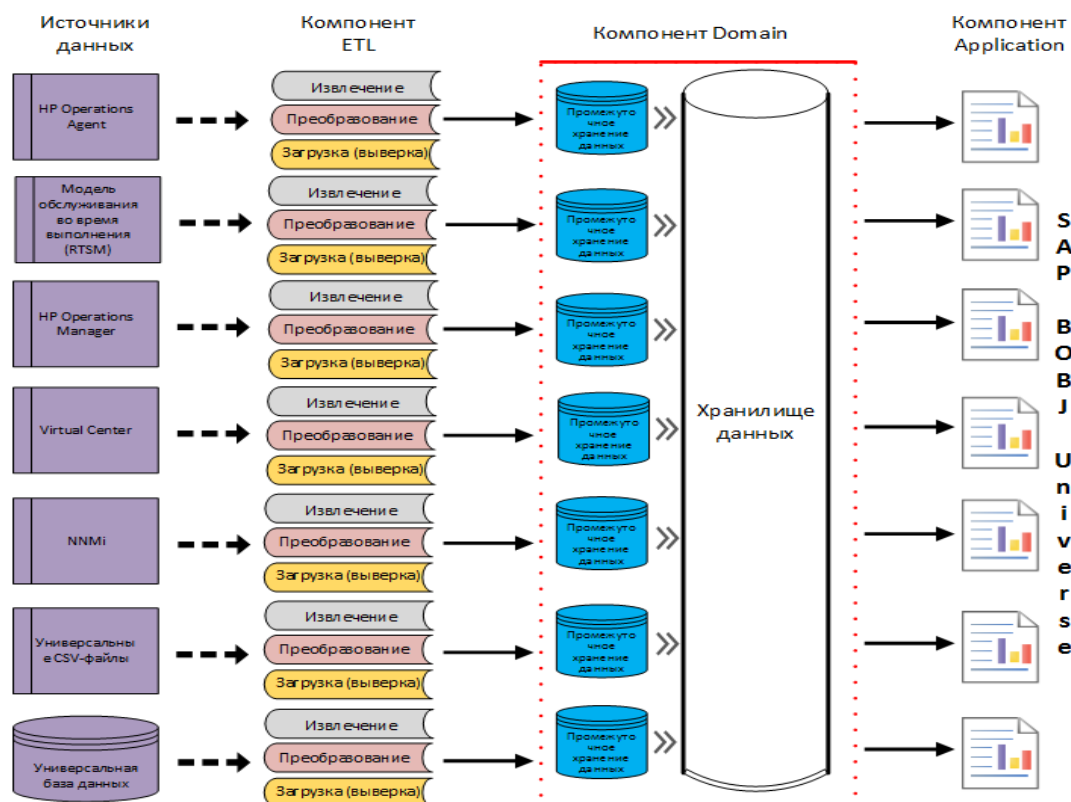 Источники
данных
Компонент
ETL
Компонент Domain
Компонент
Application
HP Operations
Agent
Извлечение
Преобразование
Загрузка (выверка)
Промежуто
чное
хранение
данных
Модель
обслуживания
во время
выполнения
(RTSM)
Извлечение
Преобразование
Загрузка (выверка)
Промежуто
чное
хранение
данных
HP Operations
Manager
Извлечение
Преобразование
Загрузка (выверка)
Промежуто
чное
хранение
данных
Virtual Center
Извлечение
Преобразование
Загрузка (выверка)
Промежуто
чное
хранение
данных
NNMi
Извлечение
Преобразование
Загрузка (выверка)
Промежуто
чное
хранение
данных
Универсальны
е CSV-файлы
Извлечение
Преобразование
Загрузка (выверка)
Промежуто
чное
хранение
данных
Универсальная
база данных
Извлечение
Преобразование
Загрузка (выверка)
Промежуто
чное
хранение
данных
Хранилище
данных
SAP BOBJ Universe